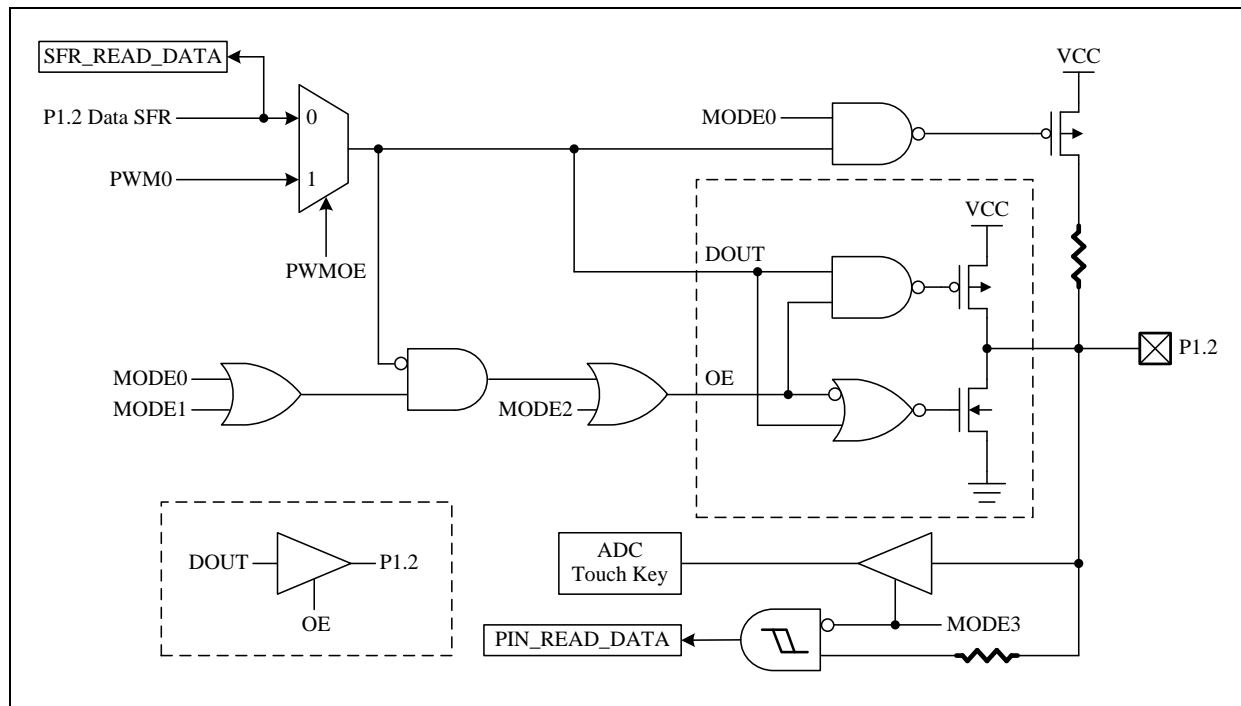 SFR_READ_DATA
VCC
P1.2 Data SFR
0
MODE0
PWM0
1
VCC
PWMOE
DOUT
P1.2
MODE0
MODE1
OE
MODE2
DOUT
P1.2
OE
ADC
Touch Key
MODE3
PIN_READ_DATA